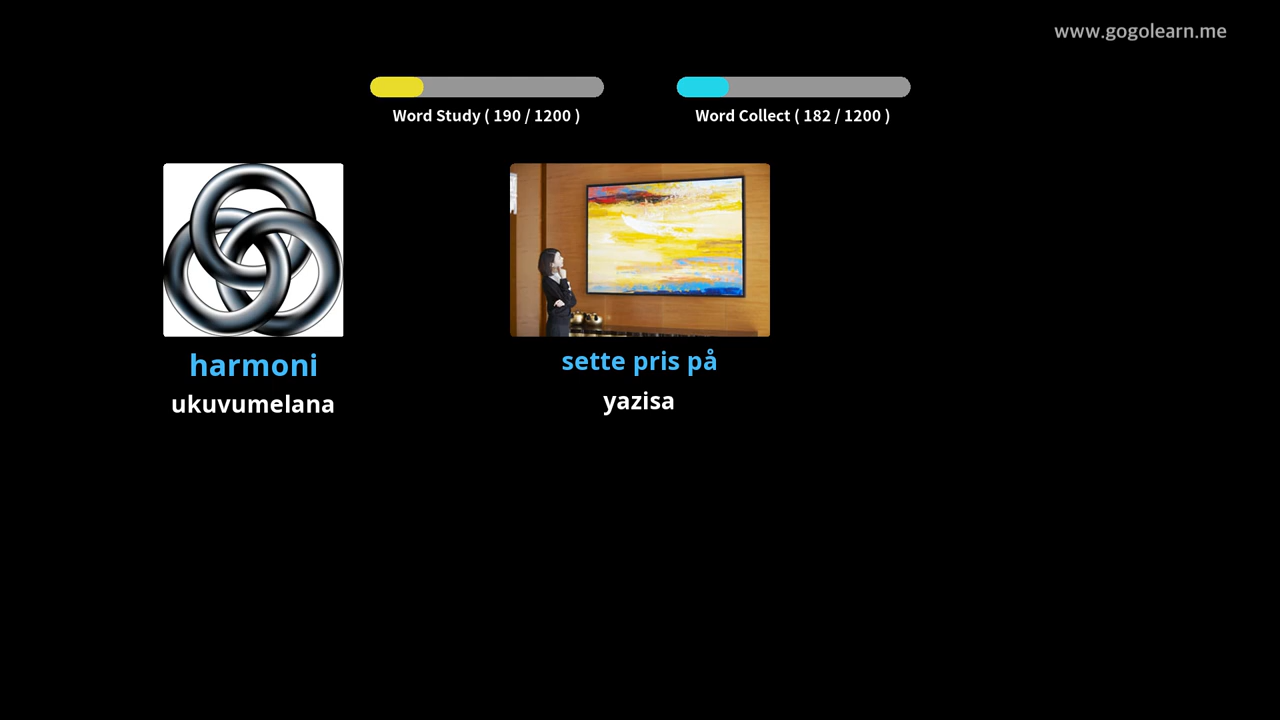 www.gogolearn.me
Word Study ( 190 / 1200 )
Word Collect ( 182 / 1200 )
harmoni
ukuvumelana
sette pris på
yazisa